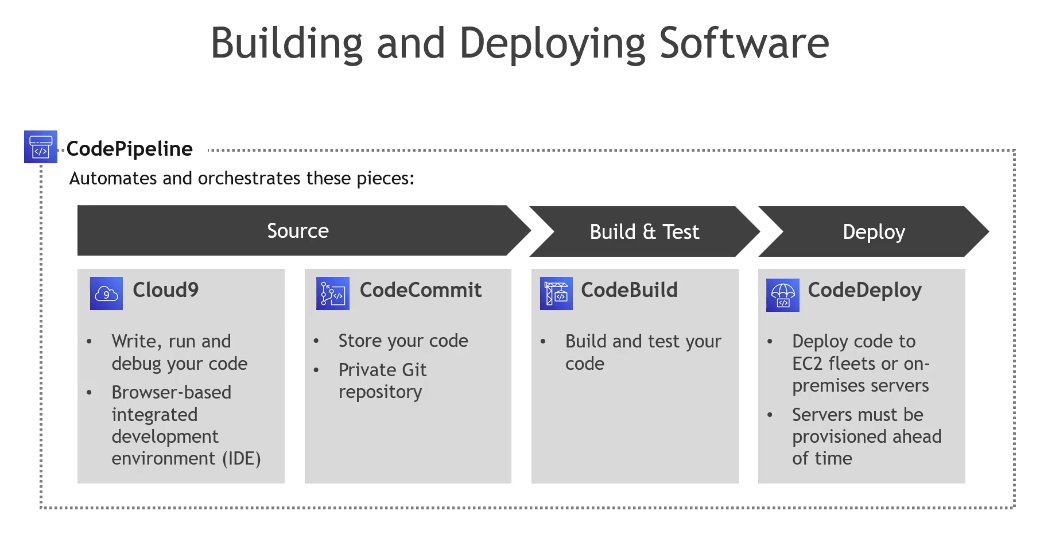 Building and Deploying Software
CodePipeline
Automates and orchestrates these pieces:
Source
Build & Test
Deploy
Cloud9
• Write, run and
debug your code
• Browser-based
integrated
development
environment (IDE)
CodeCommit
• Store your code
• Private Git
repository
CodeBuild
• Build and test your
code
CodeDeploy
• Deploy code to
EC2 fleets or on-
premises servers
• Servers must be
provisioned ahead
of time